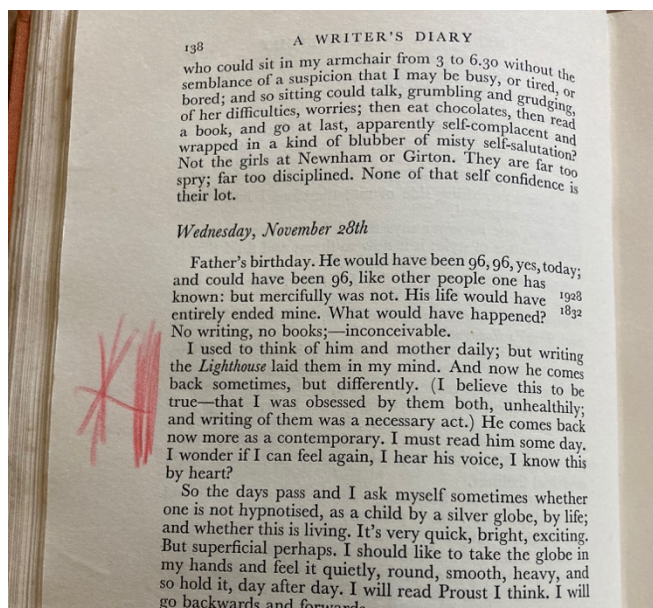 138
A WRITER'S DIARY
who could sit in my armchair from 3 to 6.30 without the
semblance of a suspicion that I may be busy, or tired, or
bored; and so sitting could talk, grumbling and grudging,
of her difficulties, worries; then eat chocolates, then read
a book, and go at last, apparently self-complacent and
wrapped in a kind of blubber of misty self-salutation?
Not the girls at Newnham or Girton. They are far too
spry; far too disciplined. None of that self confidence is
their lot.
Wednesday, November 28th
Father's birthday. He would have been 96, 96, yes, today;
and could have been 96, like other people one has
known: but mercifully was not. His life would have 1928
entirely ended mine. What would have happened? 1832
No writing, no books;—inconceivable.
I used to think of him and mother daily; but writing
the Lighthouse laid them in my mind. And now he comes
back sometimes, but differently. (I believe this to be
true—that I was obsessed by them both, unhealthily;
and writing of them was a necessary act.) He comes back
now more as a contemporary. I must read him some day.
I wonder if I can feel again, I hear his voice, I know this
by heart?
So the days pass and I ask myself sometimes whether
one is not hypnotised, as a child by a silver globe, by life;
and whether this is living. It's very quick, bright, exciting.
But superficial perhaps. I should like to take the globe in
my hands and feel it quietly, round, smooth, heavy, and
so hold it, day after day. I will read Proust I think. I will
go backwards and forwards.